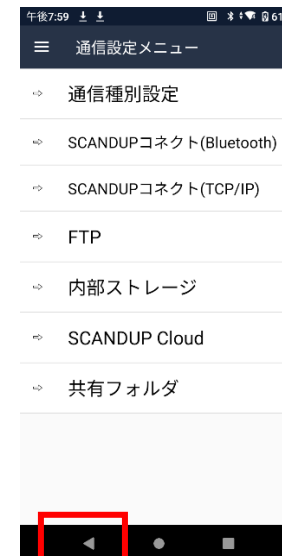 午後7:59 61
通信設定メニュー
通信種別設定
SCANDUPコネクト(Bluetooth)
SCANDUPコネクト(TCP/IP)
FTP
内部ストレージ
SCANDUP Cloud
共有フォルダ